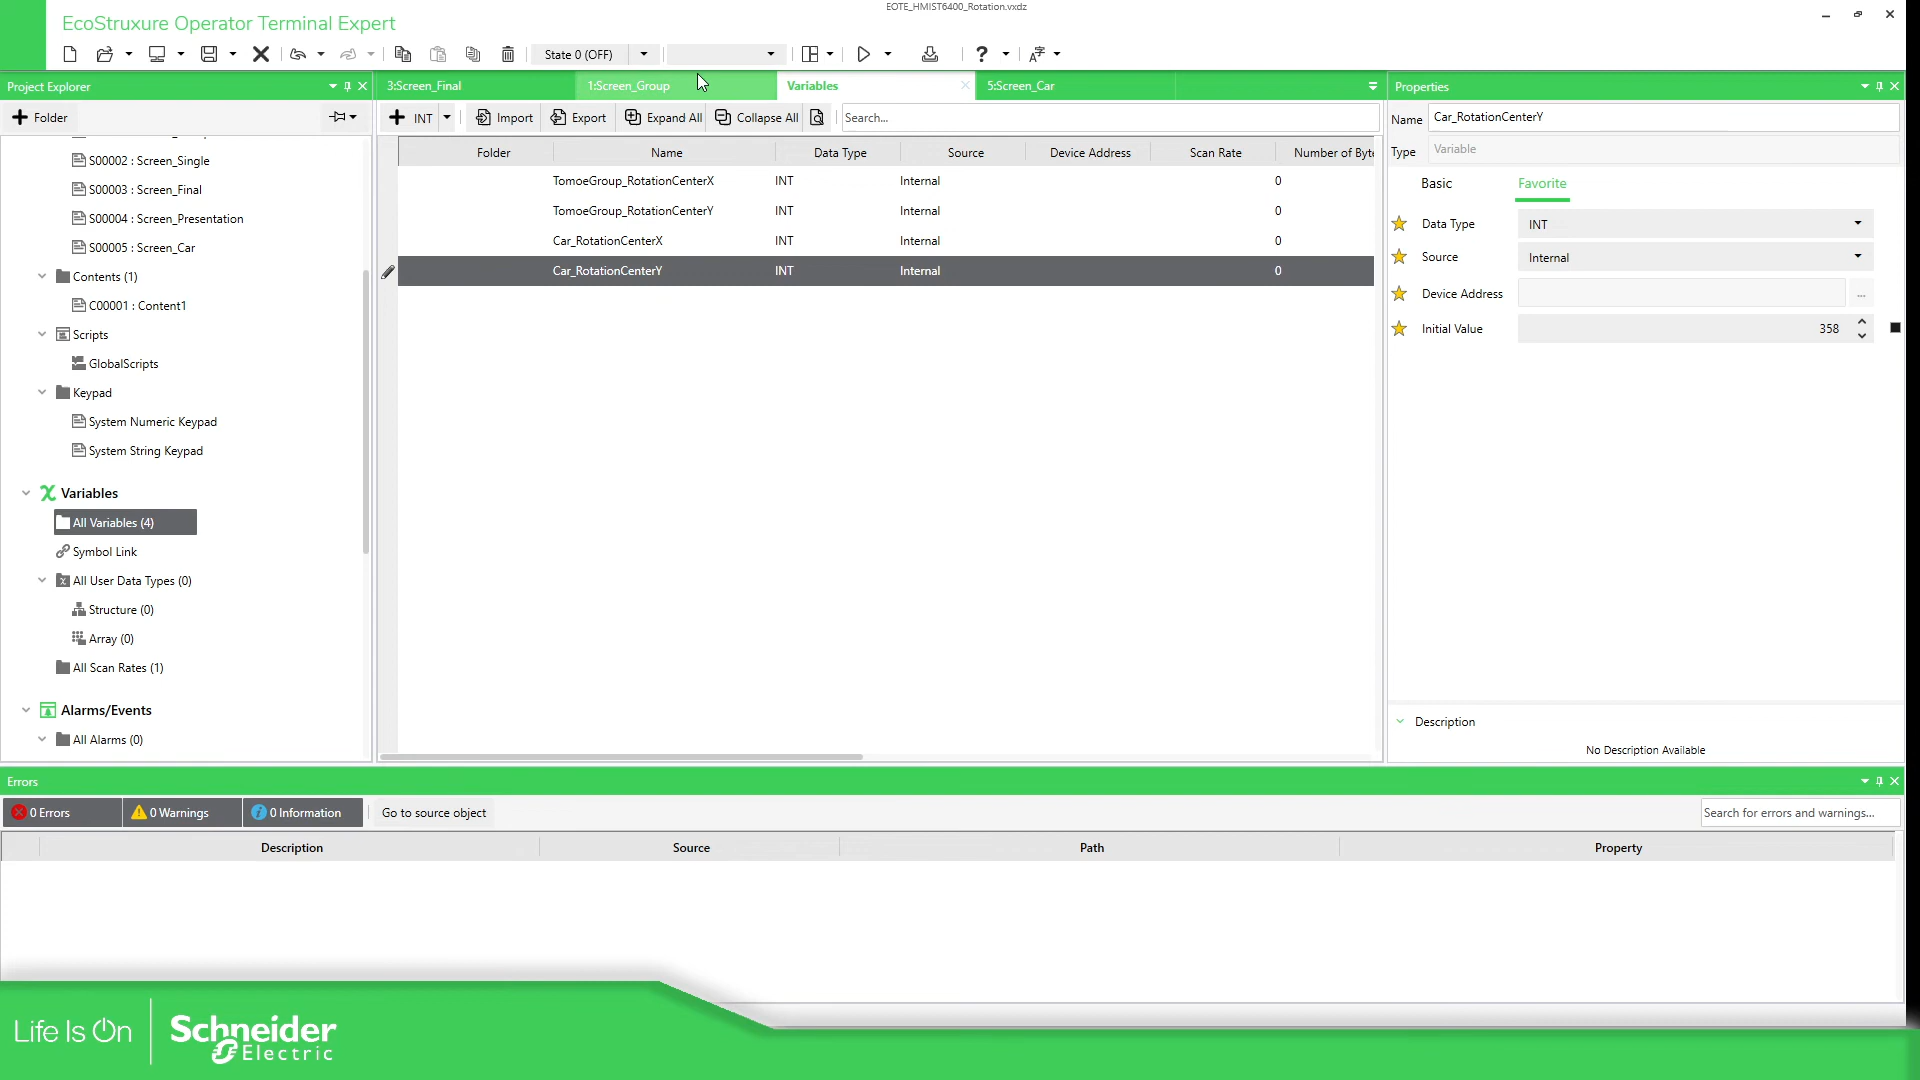 EOTE_HMIST6400_Rotation.vxdz
EcoStruxure Operator Terminal Expert
State 0 (OFF)
Project Explorer
3:Screen_Final
1:Screen_Group
Variables
5:Screen_Car
Properties
Folder
INT
Import
Export
Expand All
Collapse All
Search...
Name
Car_RotationCenterY
Type
Variable
Folder
Name
Data Type
Source
Device Address
Scan Rate
Number of Byte
TomoeGroup_RotationCenterX
INT
Internal
0
TomoeGroup_RotationCenterY
INT
Internal
0
Car_RotationCenterX
INT
Internal
0
Car_RotationCenterY
INT
Internal
0
S00002 : Screen_Single
S00003 : Screen_Final
S00004 : Screen_Presentation
S00005 : Screen_Car
Contents (1)
C00001 : Content1
Scripts
GlobalScripts
Keypad
System Numeric Keypad
System String Keypad
Variables
All Variables (4)
Symbol Link
All User Data Types (0)
Structure (0)
Array (0)
All Scan Rates (1)
Alarms/Events
All Alarms (0)
Basic
Favorite
Data Type
INT
Source
Internal
Device Address
...
Initial Value
358
Description
No Description Available
Errors
0 Errors
0 Warnings
0 Information
Go to source object
Search for errors and warnings...
Description
Source
Path
Property
Life Is On
Schneider
Electric